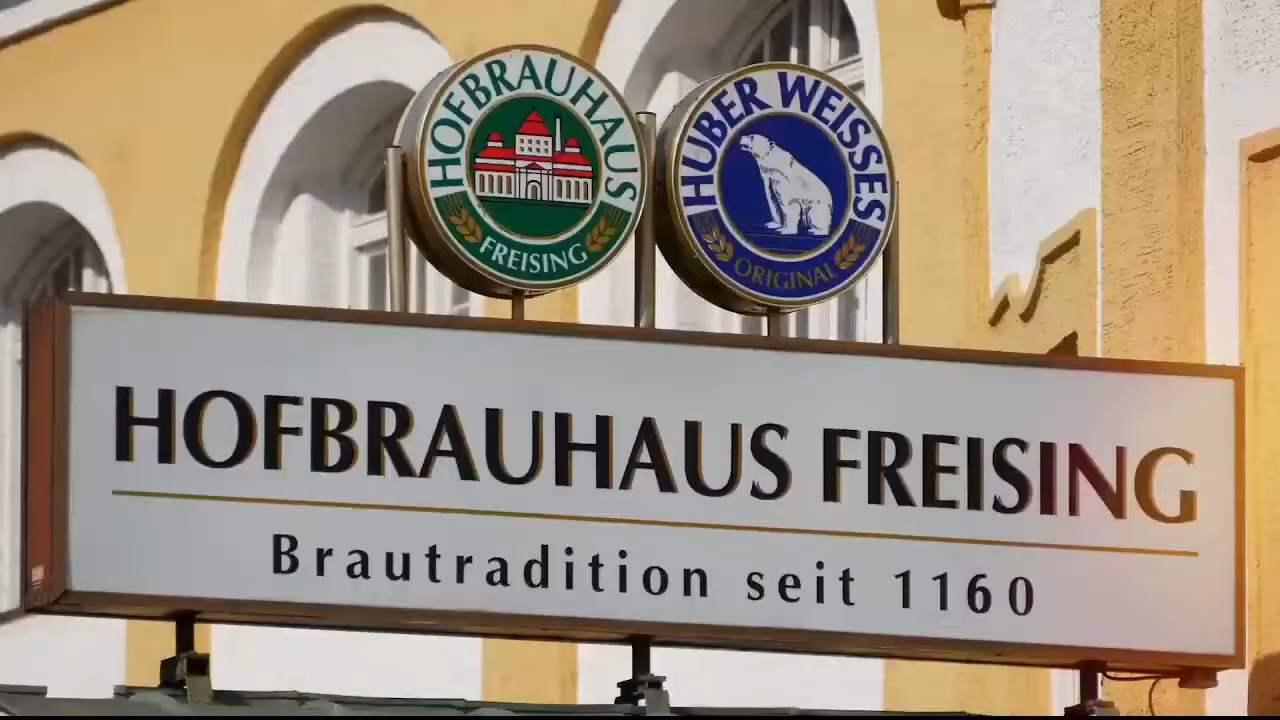 HOFBRAUHAUS
FREISING
HUBER WEISSES
ORIGINAL
HOFBRAUHAUS FREISING
Brautradition seit 1160